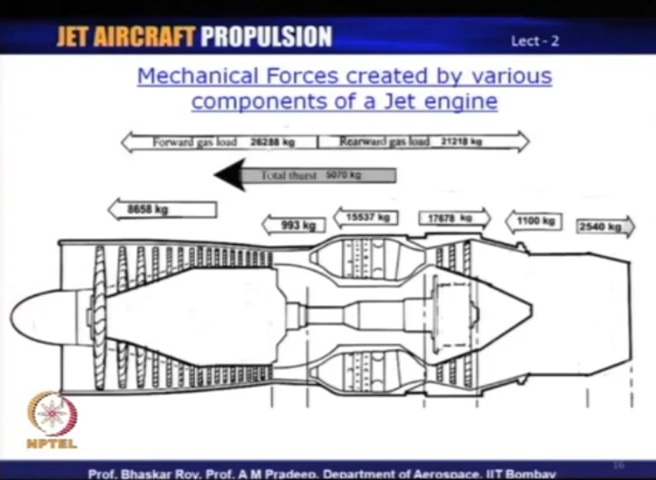 JET AIRCRAFT PROPULSION
Lect - 2
Mechanical Forces created by various
components of a Jet engine
Forward gas load 26288 kg
Rearward gas load 21218 kg
Total thurst 5070 kg
8658 kg
993 kg
15537 kg
17678 kg
1100 kg
2540 kg
NPTEL
16
Prof. Bhaskar Roy, Prof. A M Pradeep, Department of Aerospace, IIT Bombay